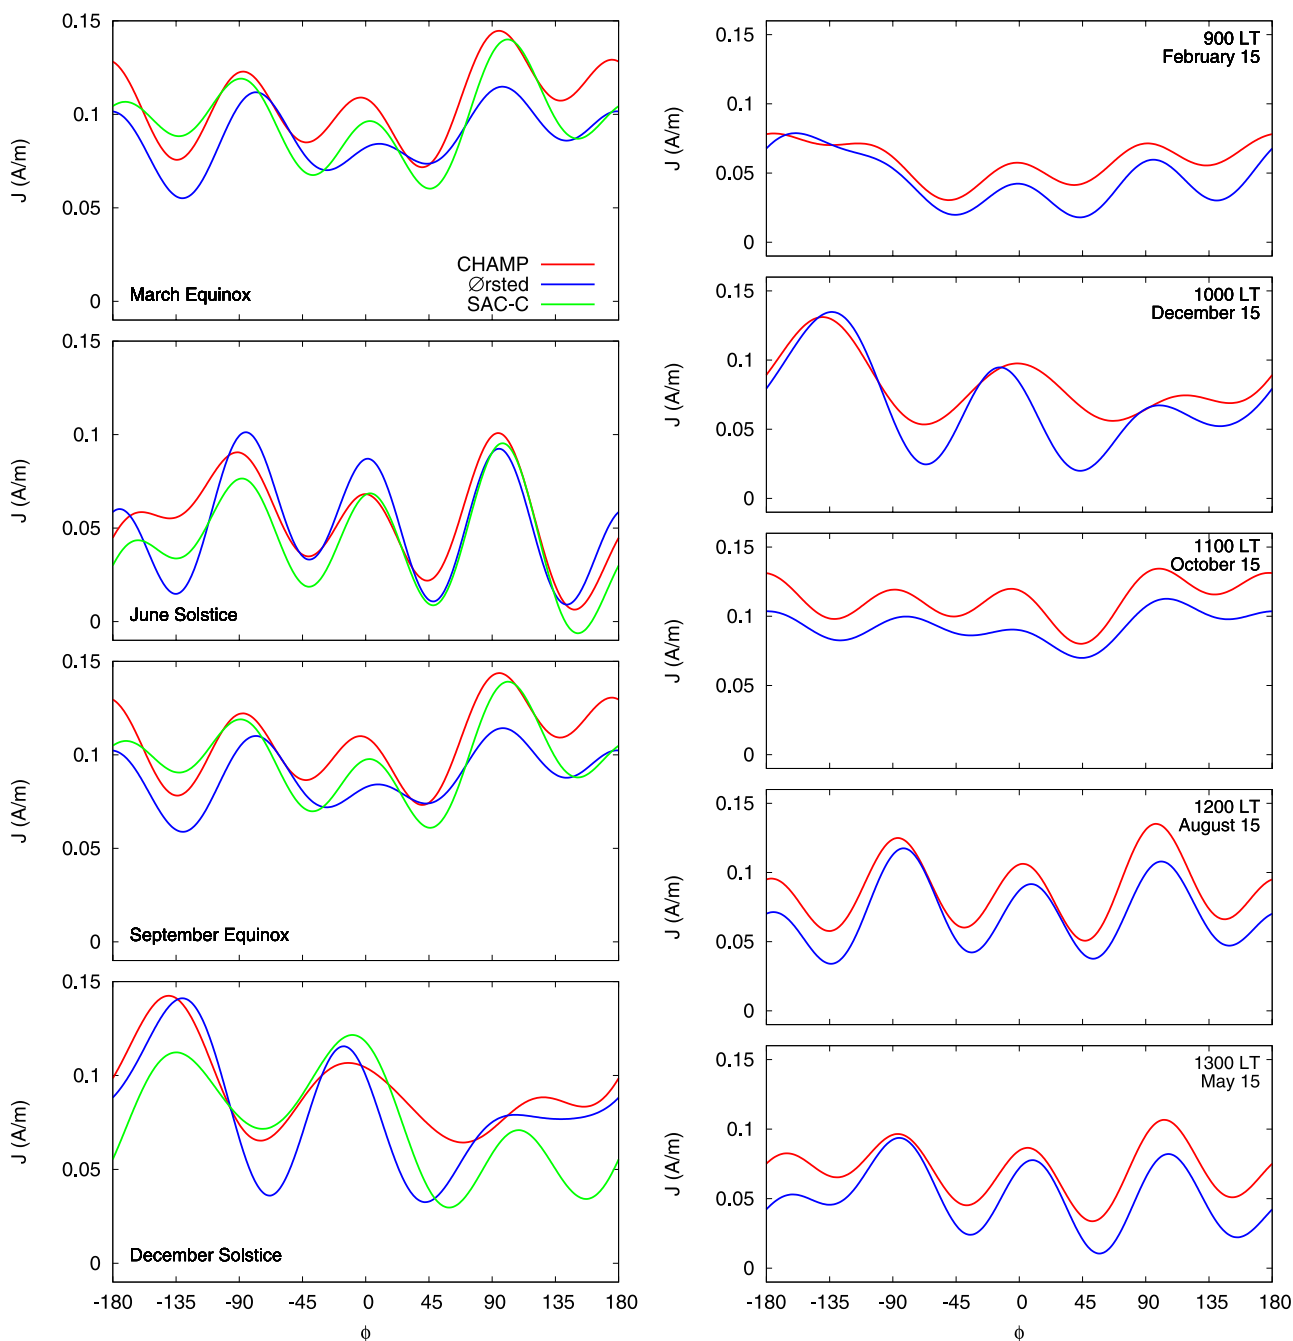 0.15
0.1
0.05
0
J (A/m)
CHAMP
Ørsted
SAC-C
March Equinox
0.15
0.1
0.05
0
J (A/m)
June Solstice
0.15
0.1
0.05
0
J (A/m)
September Equinox
0.15
0.1
0.05
0
J (A/m)
December Solstice
-180 -135 -90 -45 0 45 90 135 180
ϕ
0.15
0.1
0.05
0
J (A/m)
900 LT
February 15
0.15
0.1
0.05
0
J (A/m)
1000 LT
December 15
0.15
0.1
0.05
0
J (A/m)
1100 LT
October 15
0.15
0.1
0.05
0
J (A/m)
1200 LT
August 15
0.15
0.1
0.05
0
J (A/m)
1300 LT
May 15
-180 -135 -90 -45 0 45 90 135 180
ϕ